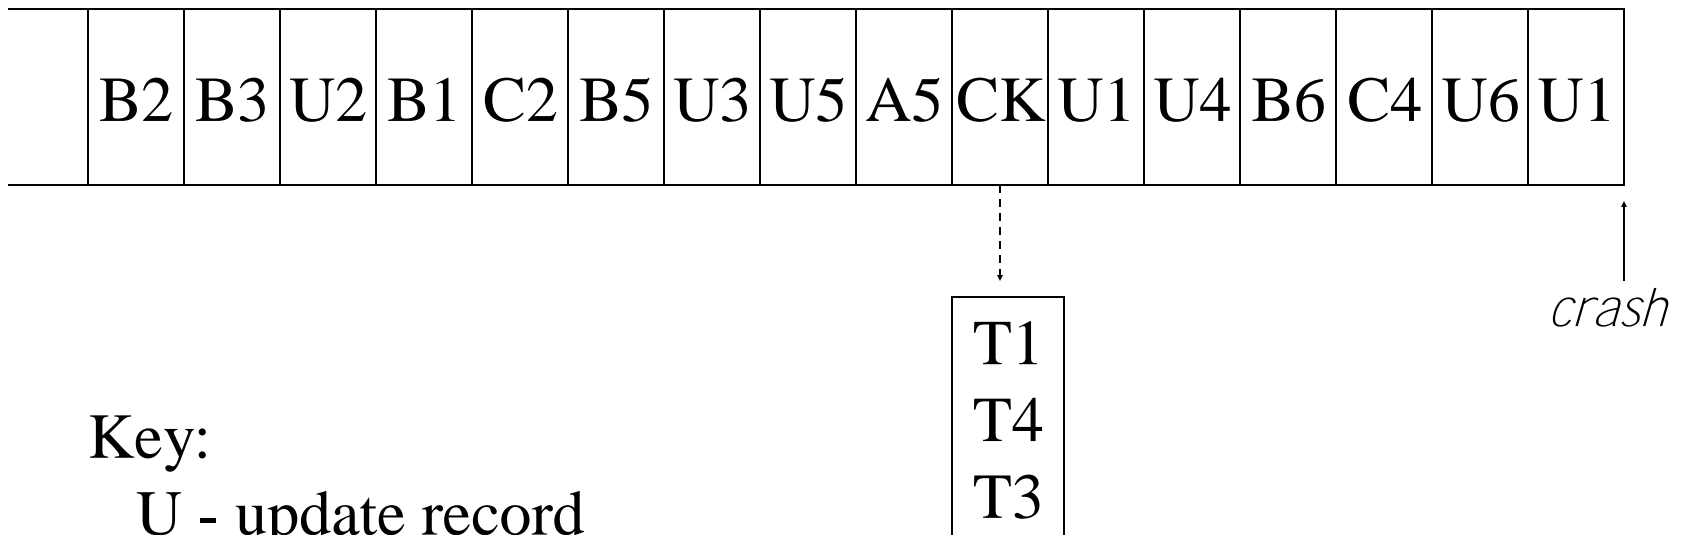 B2 B3 U2 B1 C2 B5 U3 U5 A5 CK U1 U4 B6 C4 U6 U1
crash
T1
T4
Key:
T3
U - update record